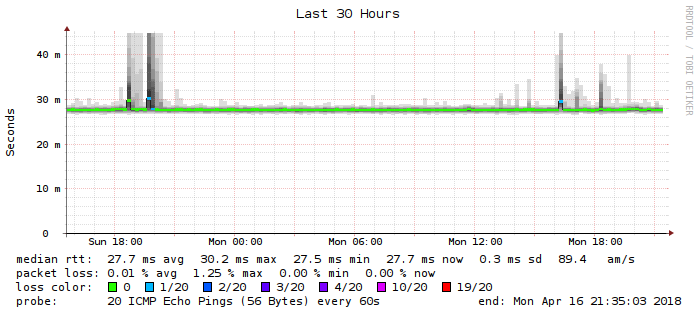 Last 30 Hours
RRDTOOL / TOBI OETIKER
Seconds
40 m
30 m
20 m
10 m
0
Sun 18:00 Mon 00:00 Mon 06:00 Mon 12:00 Mon 18:00
median rtt: 27.7 ms avg 30.2 ms max 27.5 ms min 27.7 ms now 0.3 ms sd 89.4 am/s
packet loss: 0.01 % avg 1.25 % max 0.00 % min 0.00 % now
loss color: 0 1/20 2/20 3/20 4/20 10/20 19/20
probe: 20 ICMP Echo Pings (56 Bytes) every 60s end: Mon Apr 16 21:35:03 2018